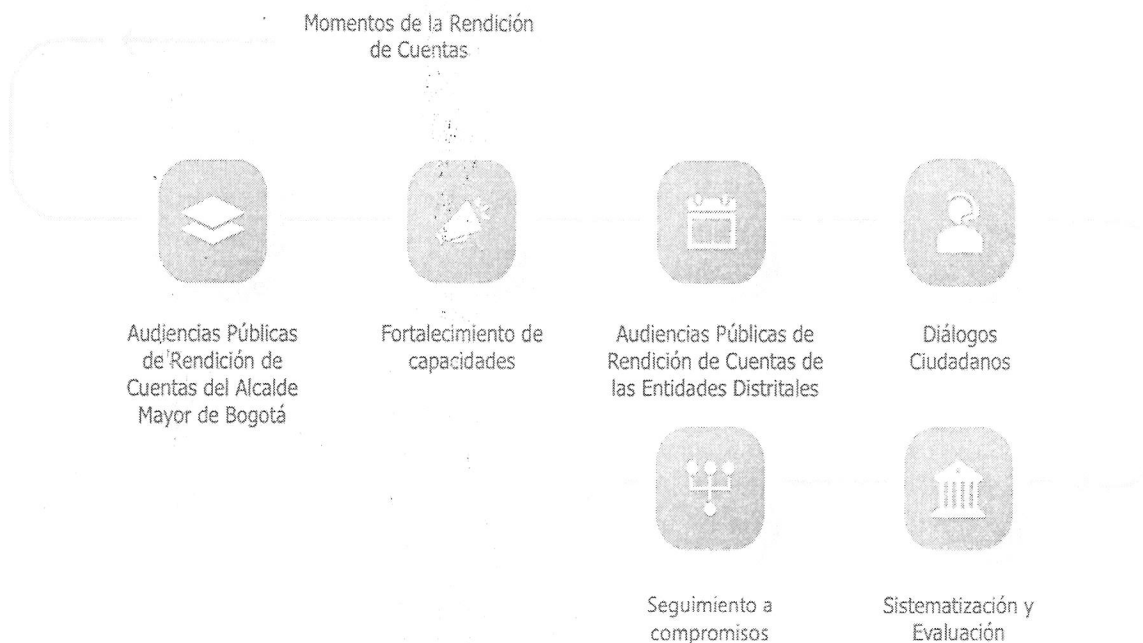 Momentos de la Rendición
de Cuentas
Audiencias Públicas
de Rendición de
Cuentas del Alcalde
Mayor de Bogotá
Fortalecimiento de
capacidades
Audiencias Públicas de
Rendición de Cuentas de
las Entidades Distritales
Diálogos
Ciudadanos
Seguimiento a
compromisos
Sistematización y
Evaluación